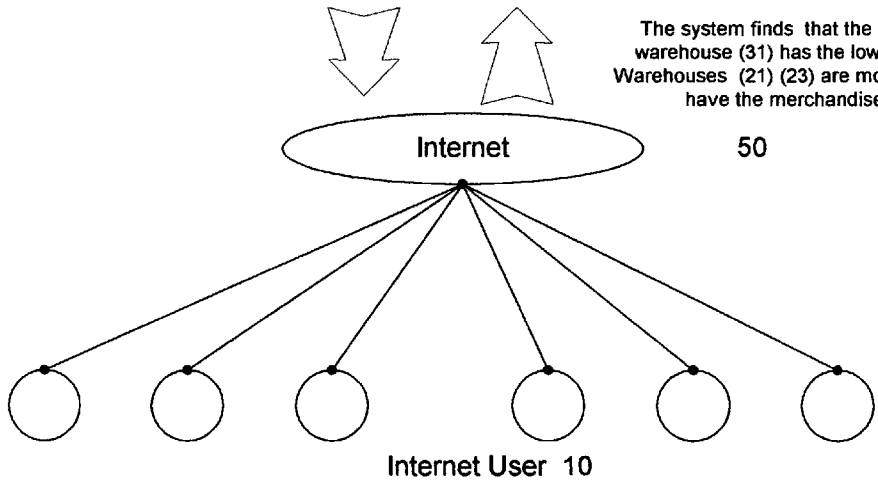 The system finds that the
warehouse (31) has the low
Warehouses (21) (23) are mo
have the merchandise
Internet
50
Internet User 10